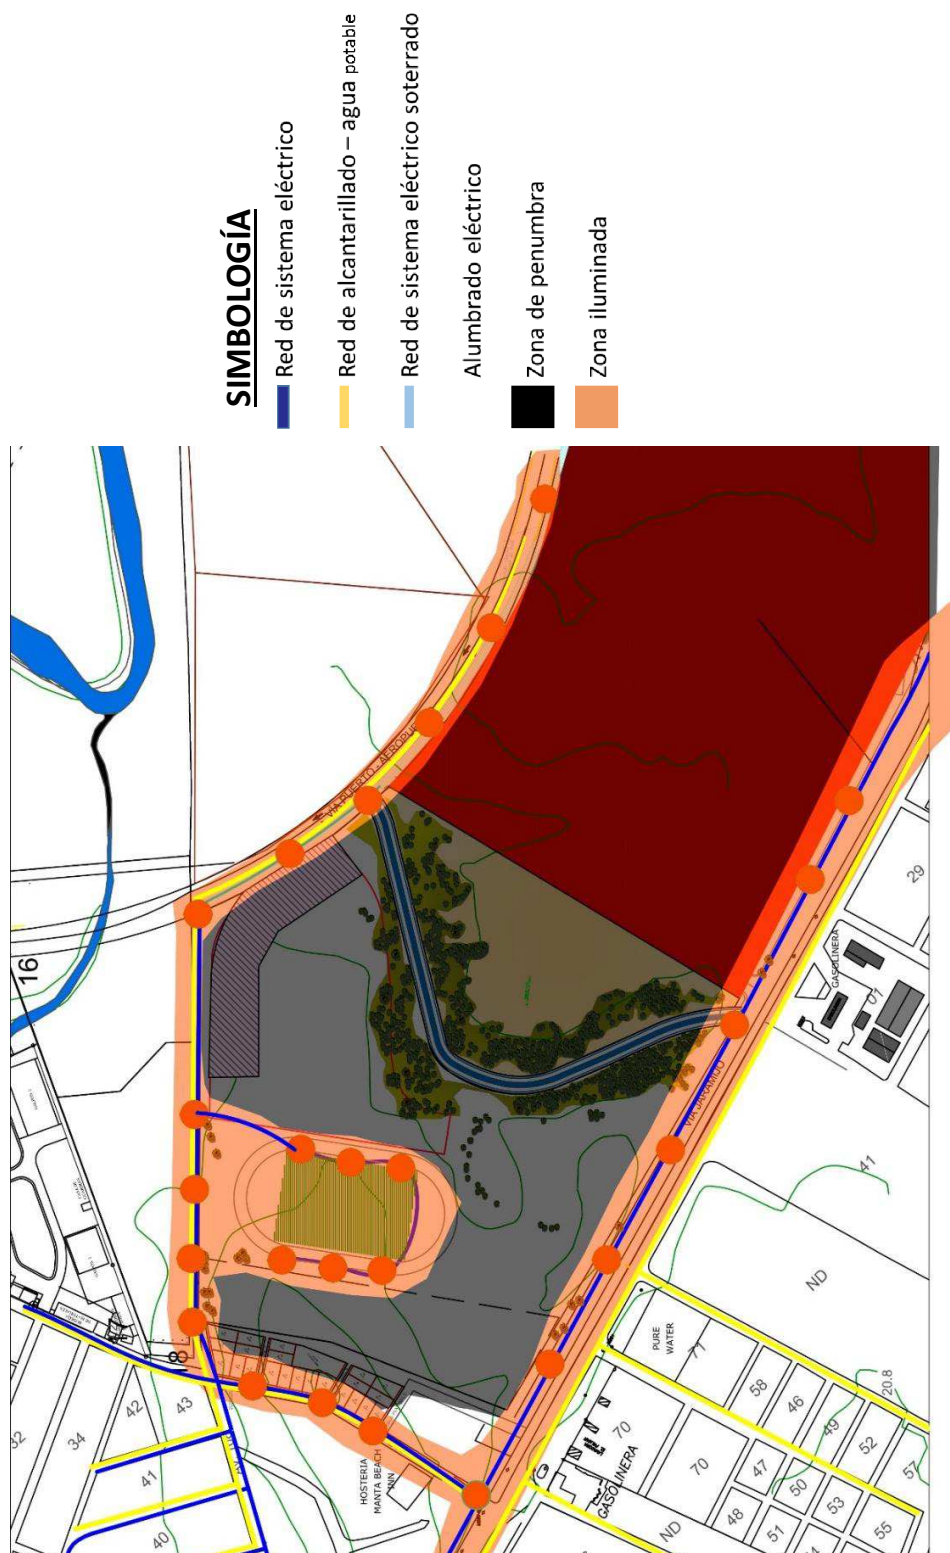 SIMBOLOGÍA
Red de sistema eléctrico
Red de alcantarillado – agua potable
Red de sistema eléctrico soterrado
Alumbrado eléctrico
Zona de penumbra
Zona iluminada
16
8
VIA PUERTO - AEROPUE
29
GASOLINERA
01
VIA JARAMIJO
41
ND
PURE
WATER
71
58
46
49
52
57
20.8
70
70
47
50
53
55
48
51
ND
GASOLINERA
HOSTERIA
MANTA BEACH
INN
32
34
42
43
41
40